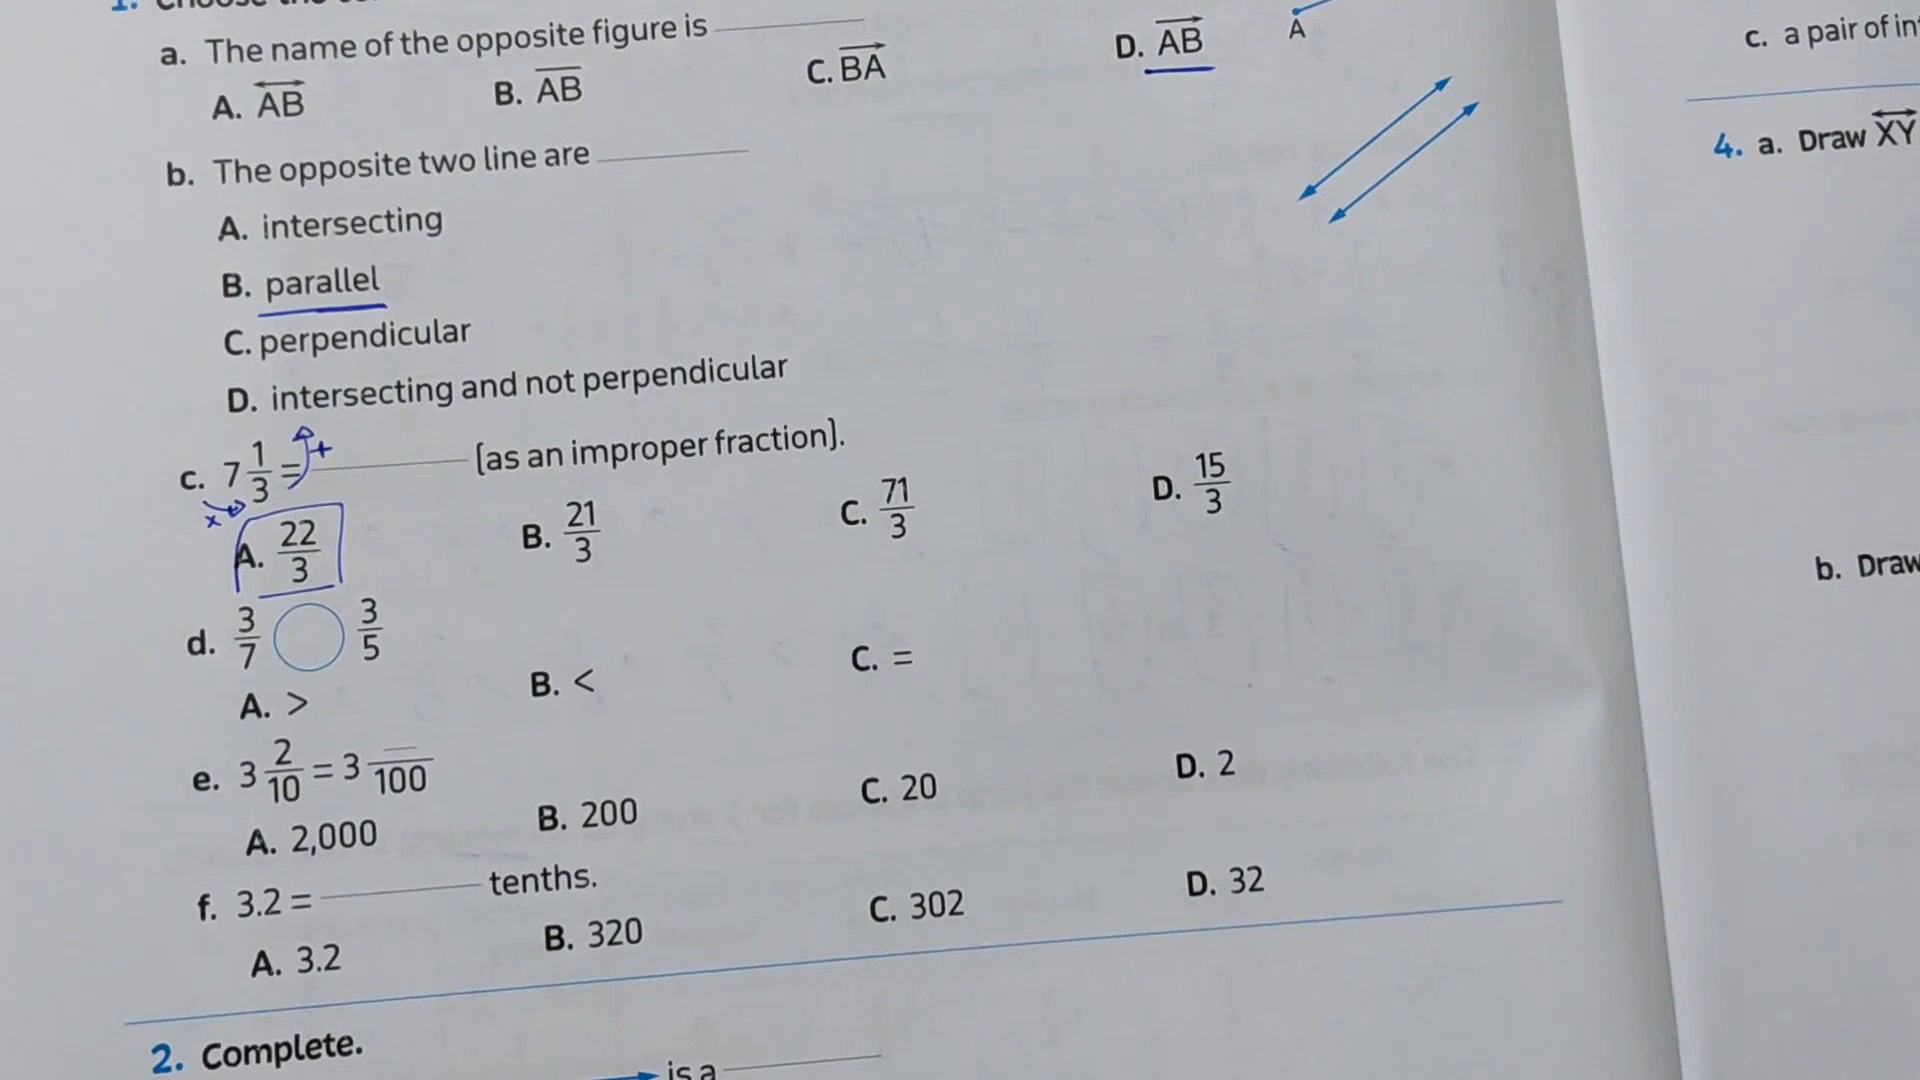 a. The name of the opposite figure is
A. AB B. AB C. BA D. AB A
b. The opposite two line are
A. intersecting
B. parallel
C. perpendicular
D. intersecting and not perpendicular
c. 7 1/3 = (as an improper fraction).
x +
A. 22/3 B. 21/3 C. 71/3 D. 15/3
d. 3/7 3/5
A. > B. < C. =
e. 3 2/10 = 3 —/100
A. 2,000 B. 200 C. 20 D. 2
f. 3.2 = tenths.
A. 3.2 B. 320 C. 302 D. 32
2. Complete.
is a
c. a pair of in
4. a. Draw XY
b. Draw